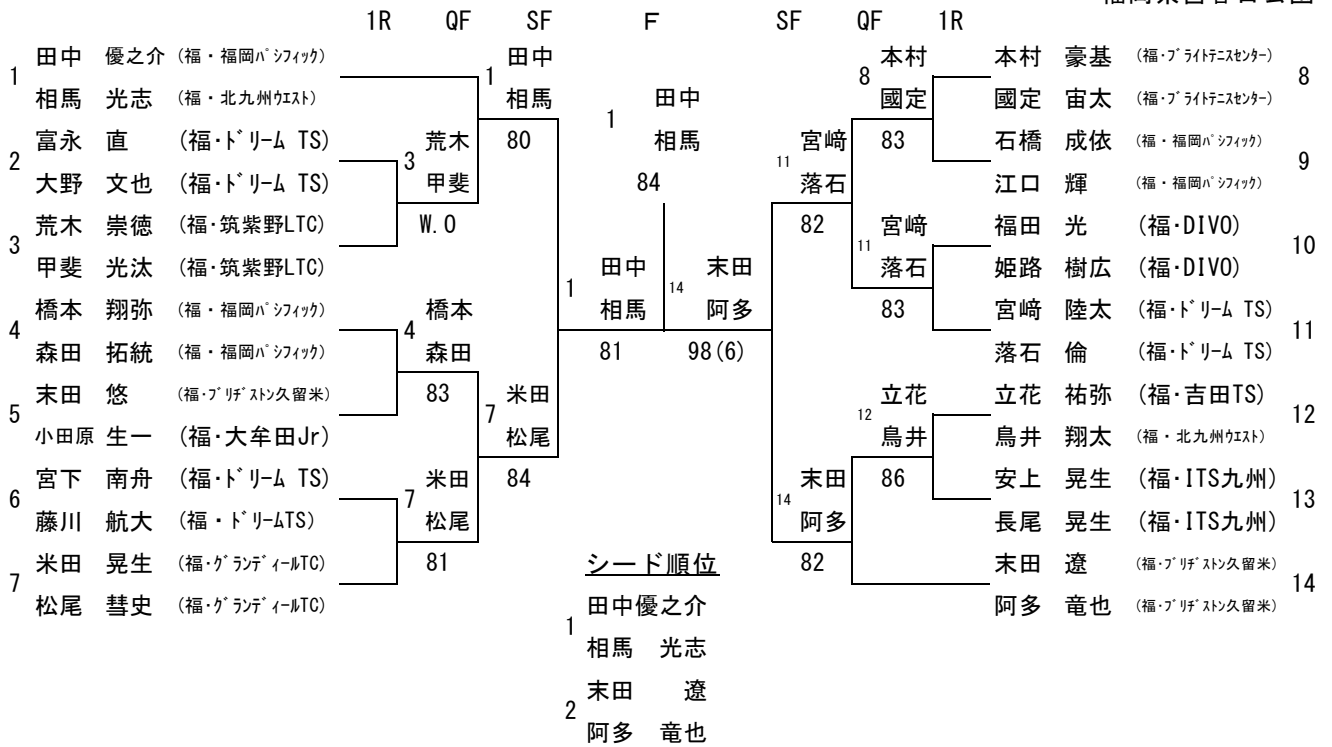 福岡県営春日公園
1R QF SF F SF QF 1R
1 田中 優之介 (福・福岡パシフィック)
相馬 光志 (福・北九州ウエスト)
2 富永 直 (福・ドリーム TS)
大野 文也 (福・ドリーム TS)
3 荒木 崇徳 (福・筑紫野LTC)
甲斐 光汰 (福・筑紫野LTC)
4 橋本 翔弥 (福・福岡パシフィック)
森田 拓統 (福・福岡パシフィック)
5 末田 悠 (福・ブリヂストン久留米)
小田原 生一 (福・大牟田Jr)
6 宮下 南舟 (福・ドリーム TS)
藤川 航大 (福・ドリームTS)
7 米田 晃生 (福・グランディールTC)
松尾 彗史 (福・グランディールTC)
3 荒木
甲斐
W.O
4 橋本
森田
83
7 米田
松尾
81
1 田中
相馬
80
7 米田
松尾
84
1 田中
相馬
81
1 田中
相馬
84
14 末田
阿多
98(6)
11 宮﨑
落石
82
14 末田
阿多
82
8 本村
國定
83
11 宮﨑
落石
83
12 立花
鳥井
86
本村 豪基 (福・ブライトテニスセンター) 8
國定 宙太 (福・ブライトテニスセンター)
石橋 成依 (福・福岡パシフィック) 9
江口 輝 (福・福岡パシフィック)
福田 光 (福・DIVO) 10
姫路 樹広 (福・DIVO)
宮﨑 陸太 (福・ドリーム TS) 11
落石 倫 (福・ドリーム TS)
立花 祐弥 (福・吉田TS) 12
鳥井 翔太 (福・北九州ウエスト)
安上 晃生 (福・ITS九州) 13
長尾 晃生 (福・ITS九州)
末田 遼 (福・ブリヂストン久留米) 14
阿多 竜也 (福・ブリヂストン久留米)
シード順位
1 田中優之介
相馬 光志
2 末田 遼
阿多 竜也